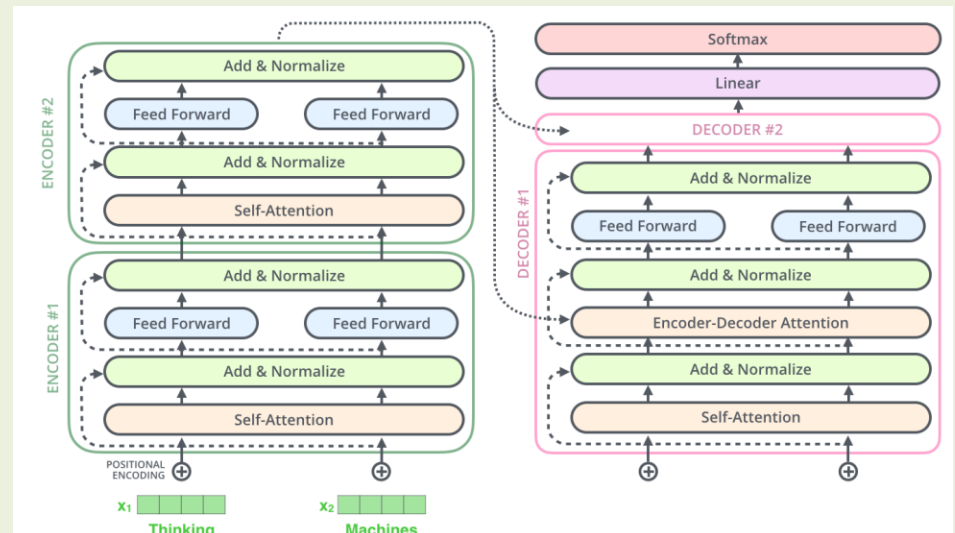 ENCODER #2
Add & Normalize
Feed Forward
Feed Forward
Add & Normalize
Self-Attention
ENCODER #1
Add & Normalize
Feed Forward
Feed Forward
Add & Normalize
Self-Attention
POSITIONAL
ENCODING
x1
x2
Thinking
Machines
Softmax
Linear
DECODER #2
DECODER #1
Add & Normalize
Feed Forward
Feed Forward
Add & Normalize
Encoder-Decoder Attention
Add & Normalize
Self-Attention